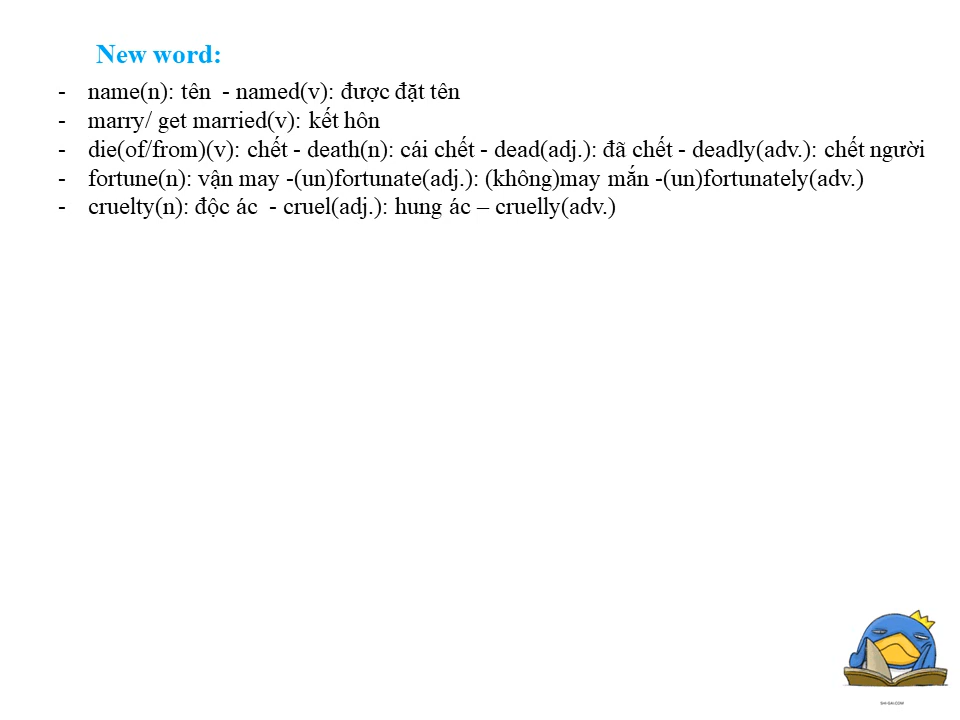 New word:
- name(n): tên - named(v): được đặt tên
- marry/ get married(v): kết hôn
- die(of/from)(v): chết - death(n): cái chết - dead(adj.): đã chết - deadly(adv.): chết người
- fortune(n): vận may -(un)fortunate(adj.): (không)may mắn -(un)fortunately(adv.)
- cruelty(n): độc ác - cruel(adj.): hung ác – cruelly(adv.)